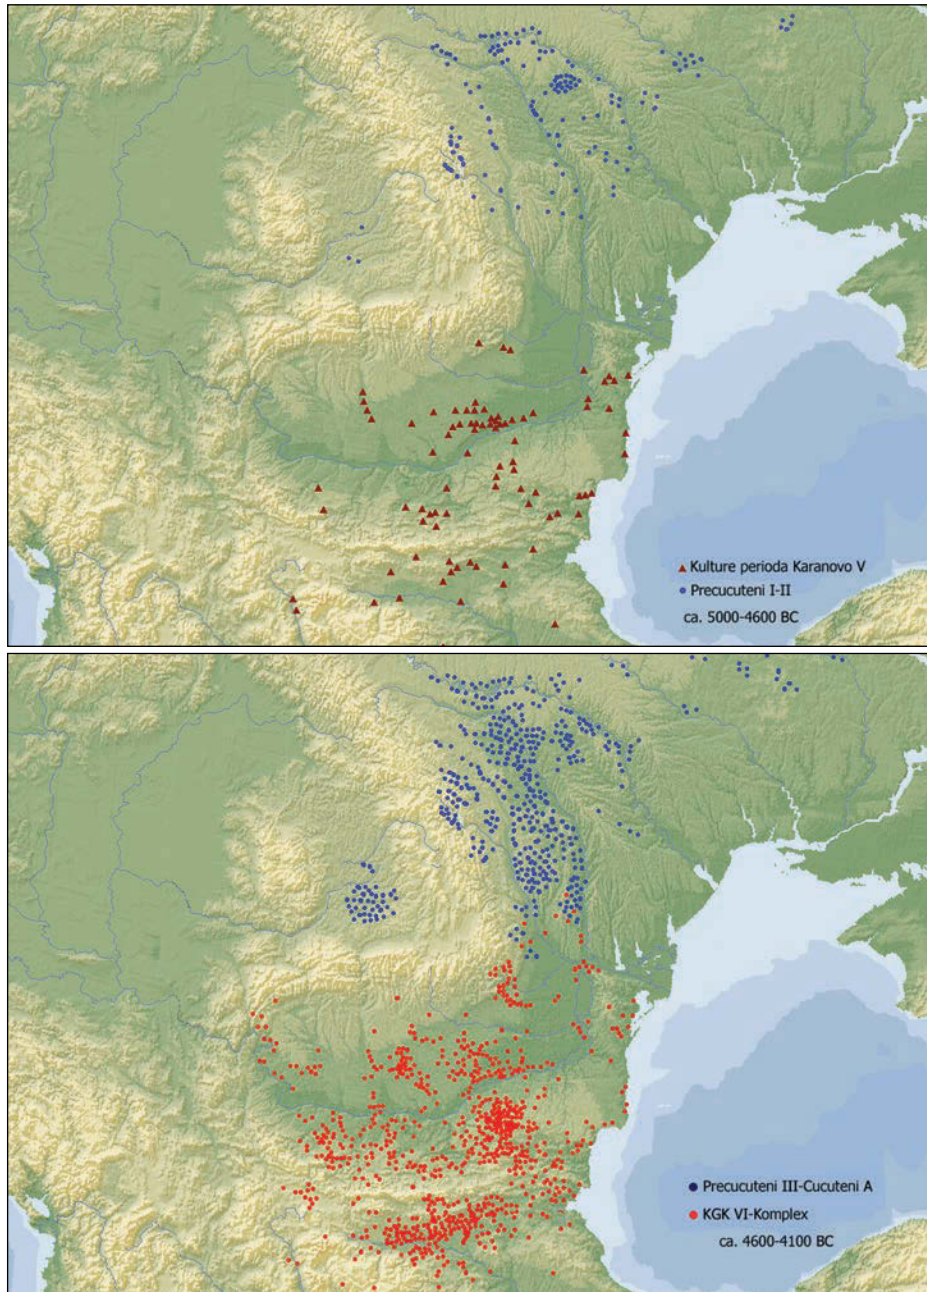 Kulture perioda Karanovo V
Precucuteni I-II
ca. 5000-4600 BC
Precucuteni III-Cucuteni A
KGK VI-Komplex
ca. 4600-4100 BC